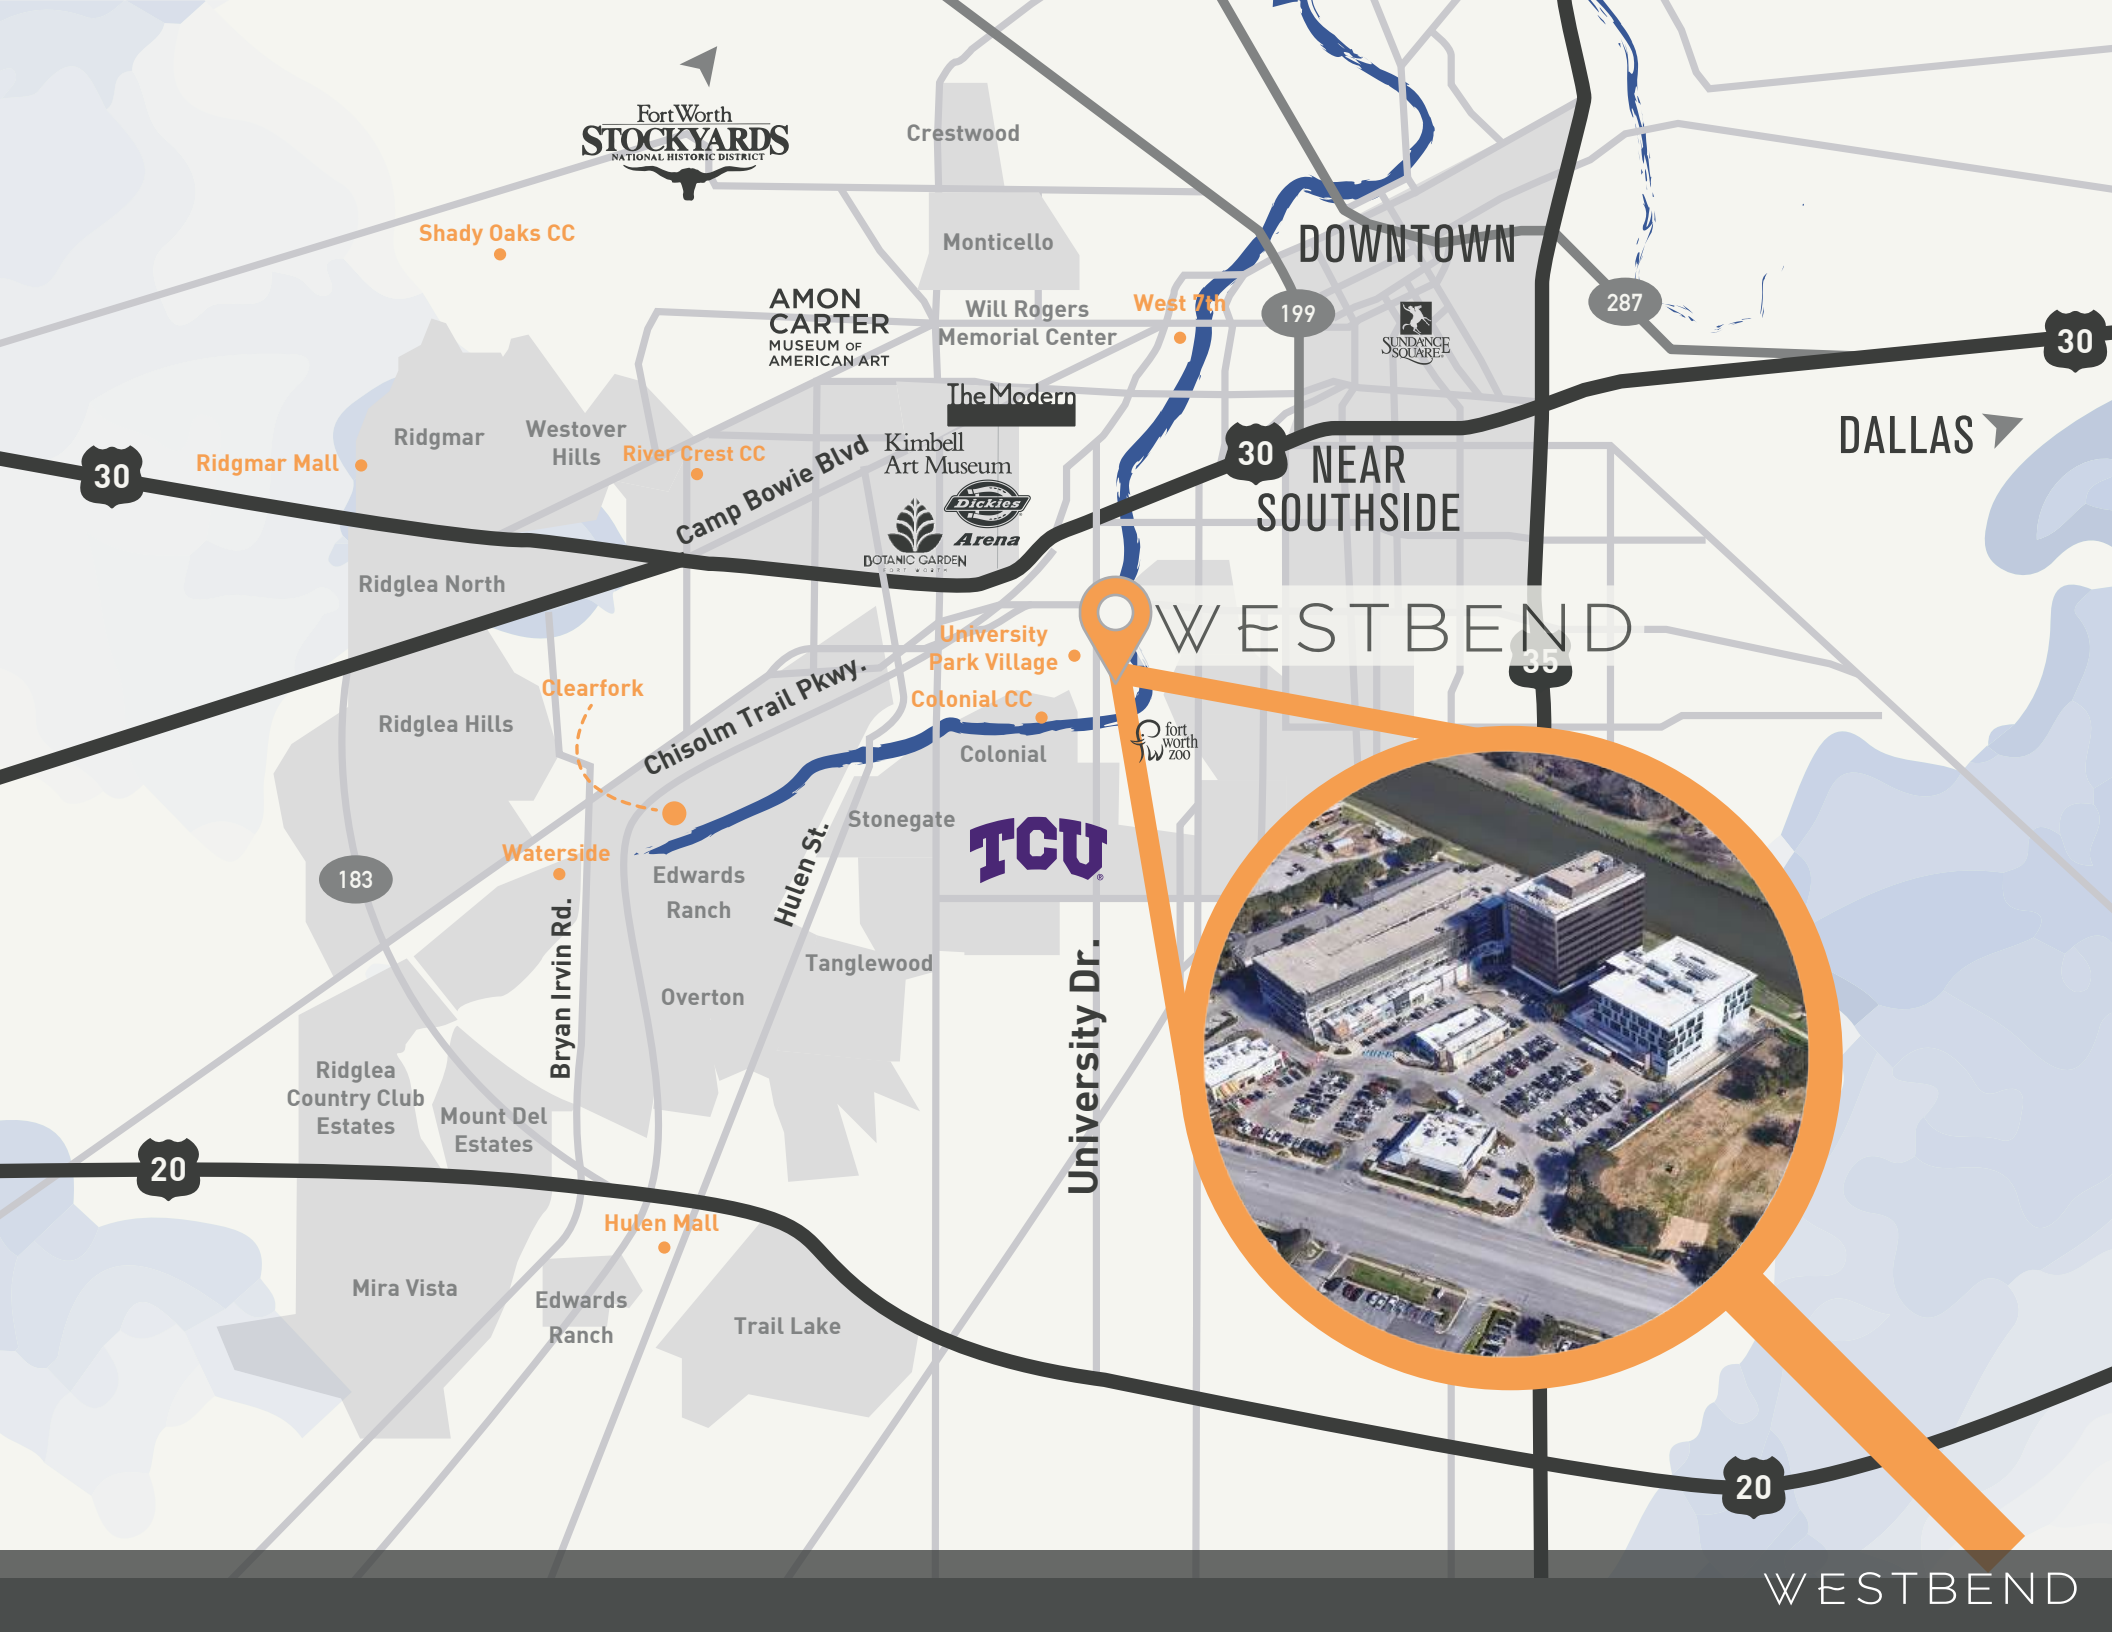 Fort Worth
STOCKYARDS
NATIONAL HISTORIC DISTRICT
Crestwood
Shady Oaks CC
Monticello
DOWNTOWN
AMON
CARTER
MUSEUM OF
AMERICAN ART
Will Rogers
Memorial Center
West 7th
199
287
SUNDANCE
SQUARE
30
DALLAS
The Modern
Ridgmar
Westover
Hills
Ridgmar Mall
30
River Crest CC
Camp Bowie Blvd
Kimbell
Art Museum
30
NEAR
SOUTHSIDE
Dickies
Arena
BOTANIC GARDEN
FORT WORTH
Ridglea North
WESTBEND
35
University
Park Village
Clearfork
Chisolm Trail Pkwy.
Colonial CC
Ridglea Hills
Colonial
fort
worth
zoo
Stonegate
TCU
Waterside
183
Edwards
Ranch
Hulen St.
Bryan Irvin Rd.
Tanglewood
Overton
University Dr.
Ridglea
Country Club
Estates
Mount Del
Estates
20
Hulen Mall
Mira Vista
Edwards
Ranch
Trail Lake
20
WESTBEND